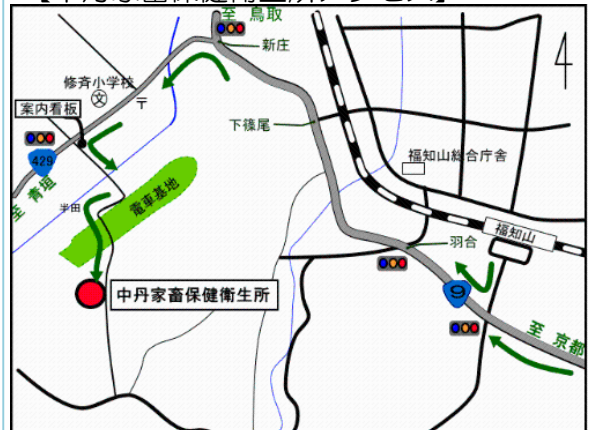 至 鳥取
新庄
修斉小学校
文
〒
案内看板
下篠尾
429
至 青垣
福知山総合庁舎
半田
電車基地
福知山
羽合
中丹家畜保健衛生所
9
至 京都